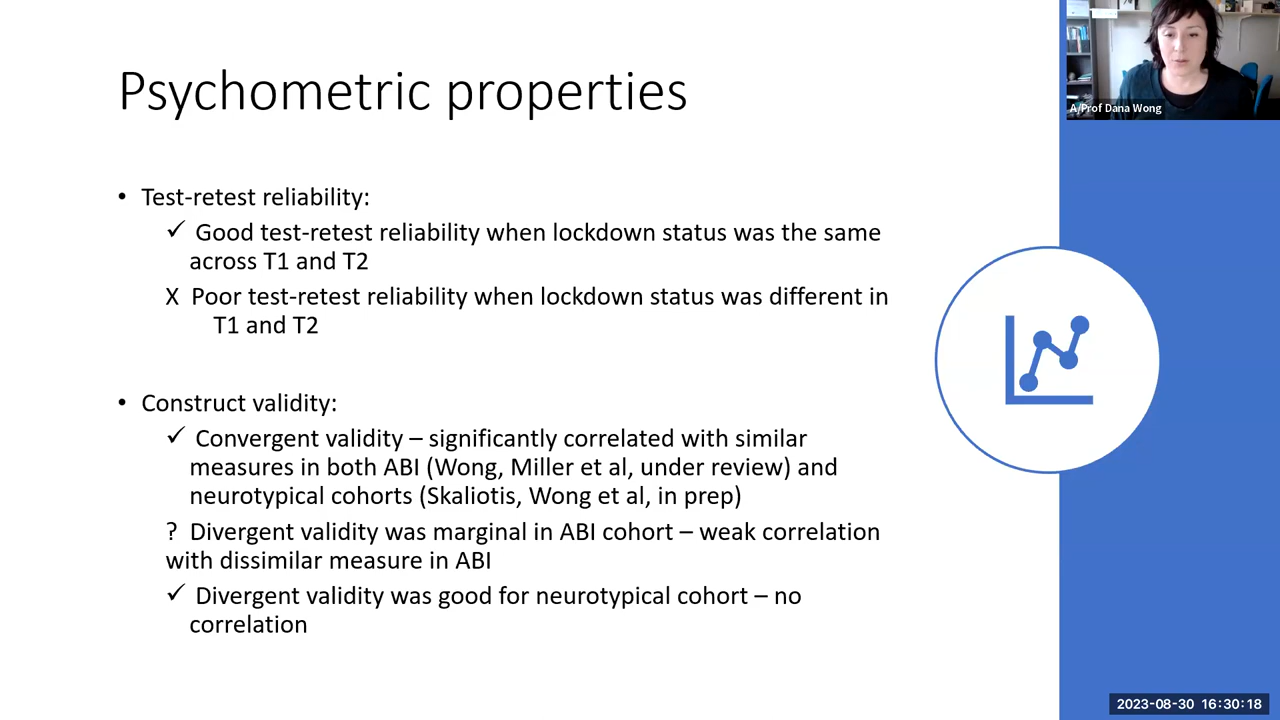 Psychometric properties
A/Prof Dana Wong
• Test-retest reliability:
✓ Good test-retest reliability when lockdown status was the same
across T1 and T2
X Poor test-retest reliability when lockdown status was different in
T1 and T2
• Construct validity:
✓ Convergent validity – significantly correlated with similar
measures in both ABI (Wong, Miller et al, under review) and
neurotypical cohorts (Skaliotis, Wong et al, in prep)
? Divergent validity was marginal in ABI cohort – weak correlation
with dissimilar measure in ABI
✓ Divergent validity was good for neurotypical cohort – no
correlation
2023-08-30 16:30:18